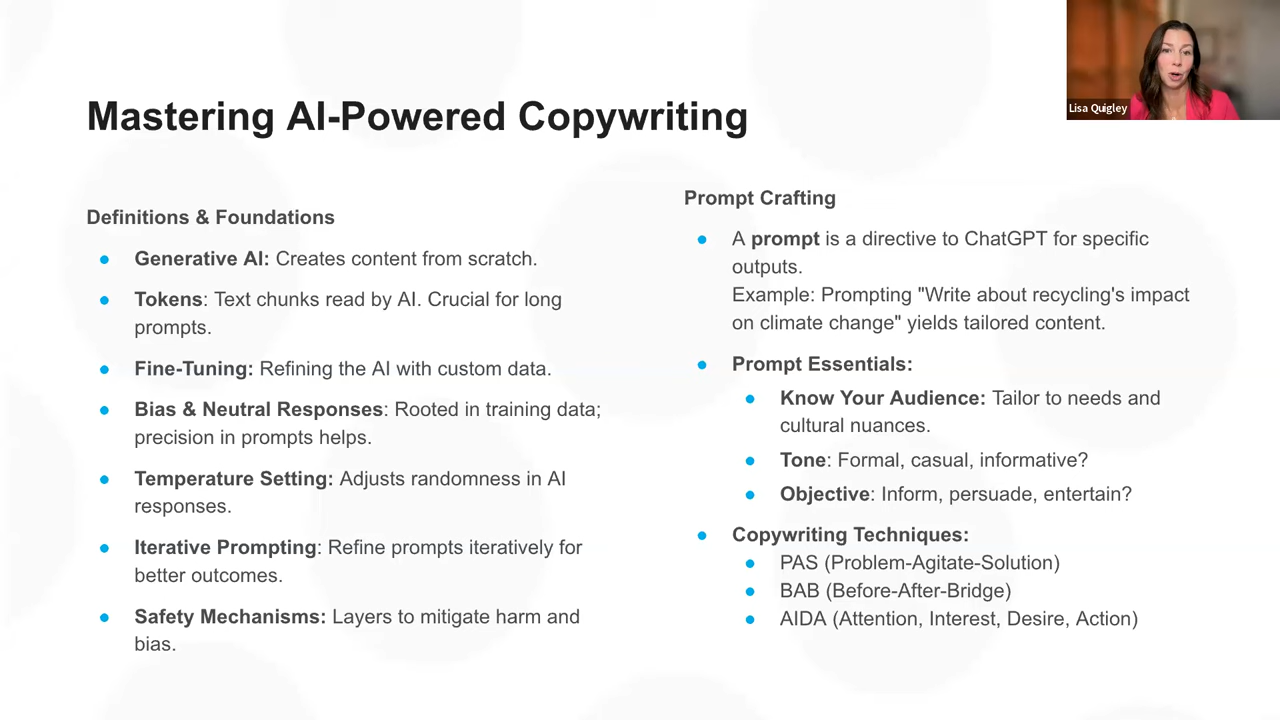 Lisa Quigley
Mastering AI-Powered Copywriting
Definitions & Foundations
Generative AI: Creates content from scratch.
Tokens: Text chunks read by AI. Crucial for long
prompts.
Fine-Tuning: Refining the AI with custom data.
Bias & Neutral Responses: Rooted in training data;
precision in prompts helps.
Temperature Setting: Adjusts randomness in AI
responses.
Iterative Prompting: Refine prompts iteratively for
better outcomes.
Safety Mechanisms: Layers to mitigate harm and
bias.
Prompt Crafting
A prompt is a directive to ChatGPT for specific
outputs.
Example: Prompting "Write about recycling's impact
on climate change" yields tailored content.
Prompt Essentials:
Know Your Audience: Tailor to needs and
cultural nuances.
Tone: Formal, casual, informative?
Objective: Inform, persuade, entertain?
Copywriting Techniques:
PAS (Problem-Agitate-Solution)
BAB (Before-After-Bridge)
AIDA (Attention, Interest, Desire, Action)